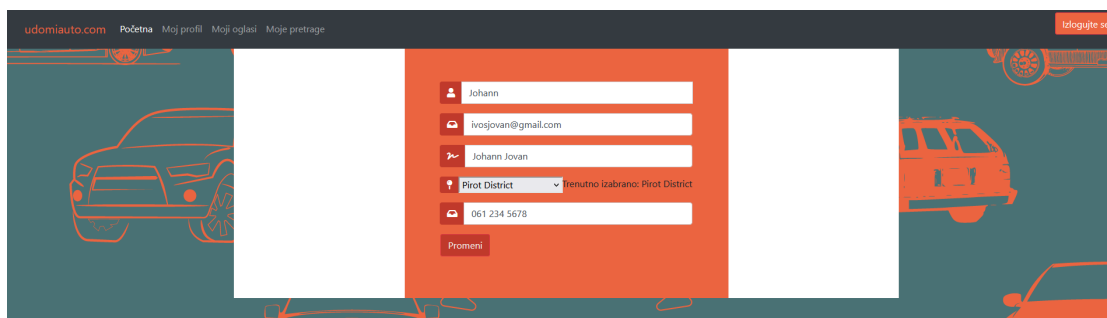 udomiauto.com Početna Moj profil Moji oglasi Moje pretrage Izlogujte se
Johann
ivosjovan@gmail.com
Johann Jovan
Pirot District Trenutno izabrano: Pirot District
061 234 5678
Promeni